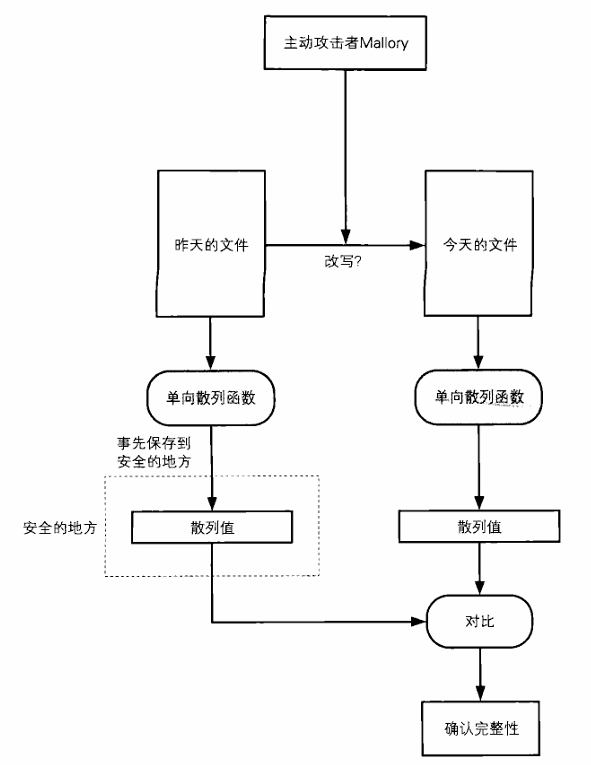 主动攻击者Mallory
昨天的文件
改写?
今天的文件
单向散列函数
单向散列函数
事先保存到
安全的地方
安全的地方
散列值
散列值
对比
确认完整性